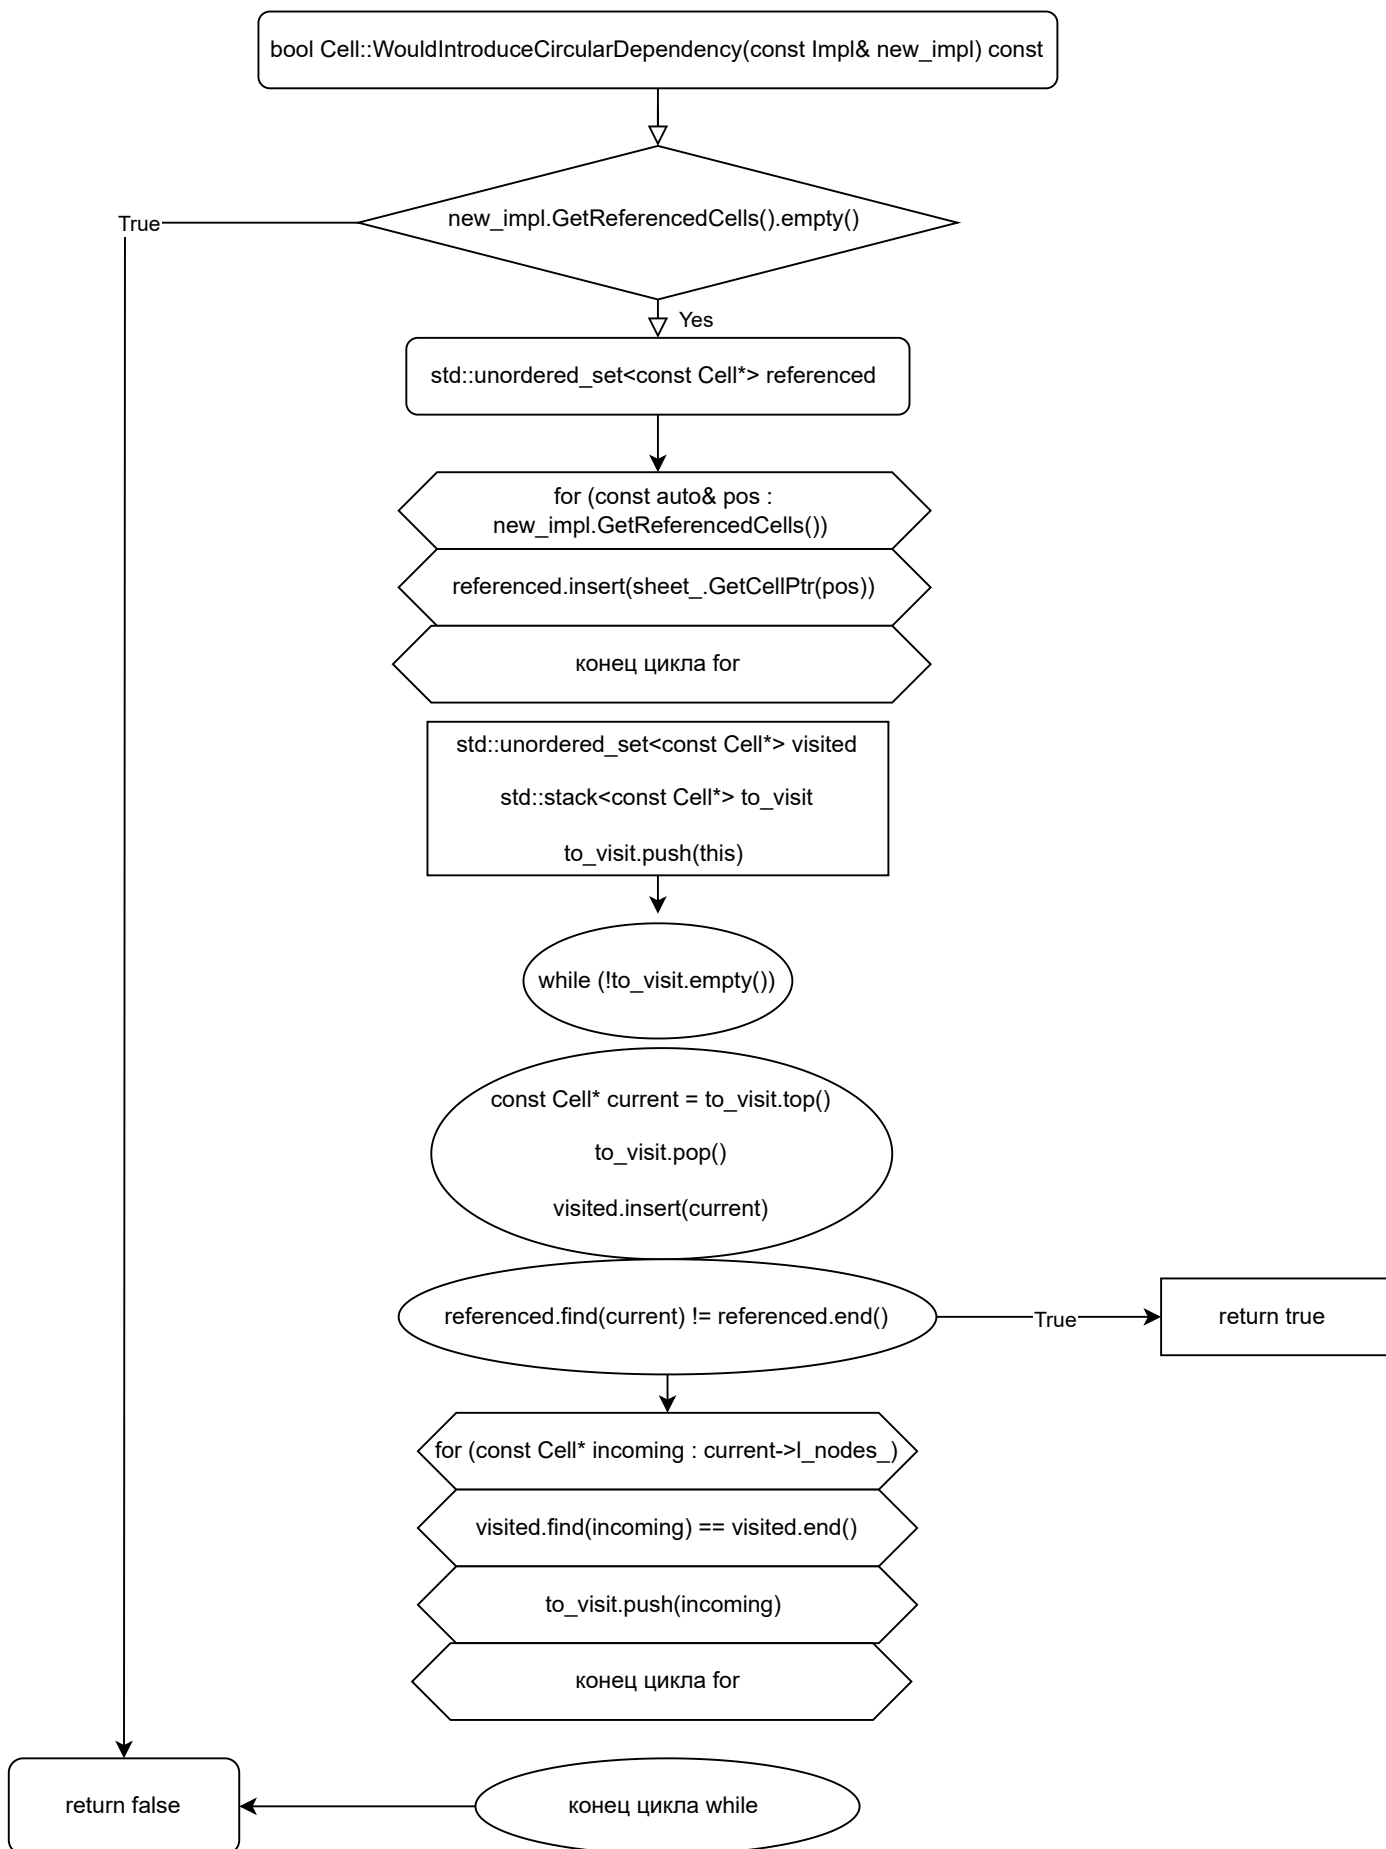 bool Cell::WouldIntroduceCircularDependency(const Impl& new_impl) const
new_impl.GetReferencedCells().empty()
True
Yes
std::unordered_set<const Cell*> referenced
for (const auto& pos :
new_impl.GetReferencedCells())
referenced.insert(sheet_.GetCellPtr(pos))
конец цикла for
std::unordered_set<const Cell*> visited
std::stack<const Cell*> to_visit
to_visit.push(this)
while (!to_visit.empty())
const Cell* current = to_visit.top()
to_visit.pop()
visited.insert(current)
referenced.find(current) != referenced.end()
True
return true
for (const Cell* incoming : current->l_nodes_)
visited.find(incoming) == visited.end()
to_visit.push(incoming)
конец цикла for
return false
конец цикла while